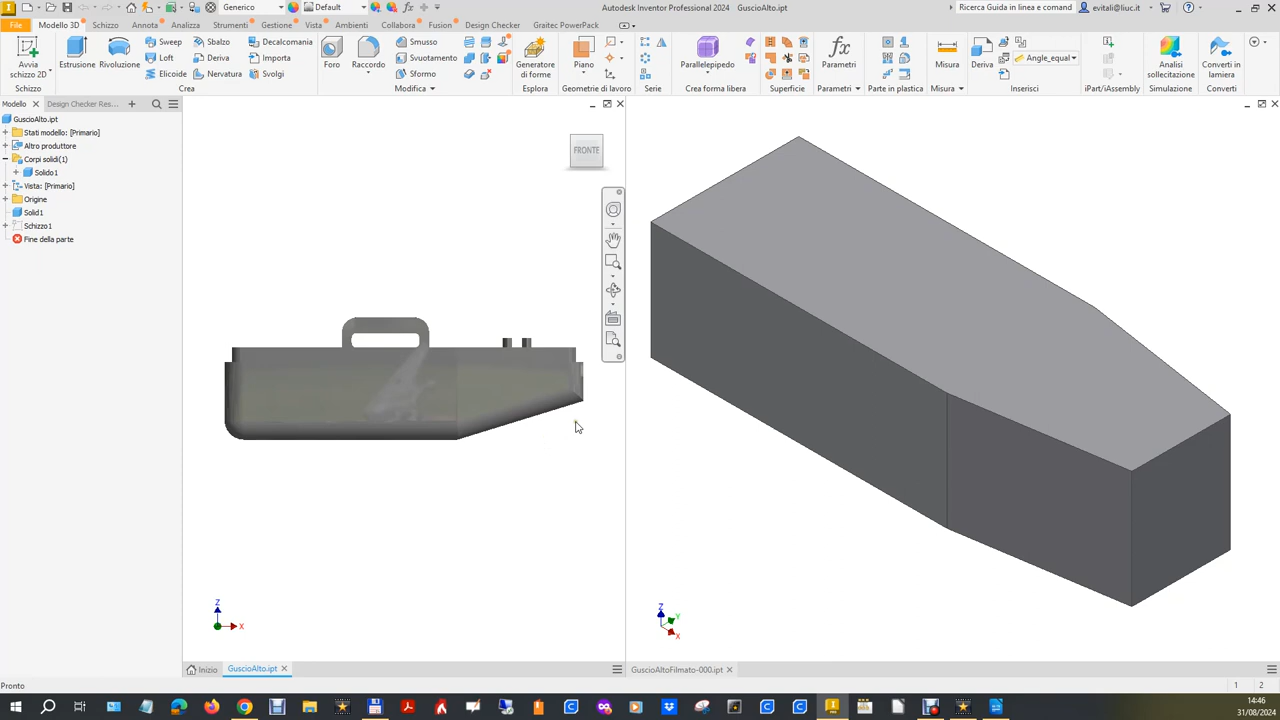 Generico
Default
Autodesk Inventor Professional 2024 GuscioAlto.ipt
Ricerca Guida in linea e comand
evitali@liuc.it
File Modello 3D Schizzo Annota Analizza Strumenti Gestione Vista Ambienti Collabora Fusion Design Checker Graitec PowerPack
Avvia schizzo 2D
Estrusione
Rivoluzione
Sweep Sbalzo Decalcomania
Loft Deriva Importa
Elicoide Nervatura Svolgi
Foro
Raccordo
Smusso
Svuotamento
Sformo
Generatore di forme
Piano
Parallelepipedo
Parametri
Misura
Deriva
Angle_equal
Analisi sollecitazione
Converti in lamiera
Schizzo Crea Modifica Esplora Geometrie di lavoro Serie Crea forma libera Superficie Parametri Parte in plastica Misura Inserisci iPart/iAssembly Simulazione Converti
Modello Design Checker Res...
GuscioAlto.ipt
Stati modello: [Primario]
Altro produttore
Corpi solidi(1)
Solido1
Vista: [Primario]
Origine
Solid1
Schizzo1
Fine della parte
FRONTE
Z
X
Z
Y
X
Inizio GuscioAlto.ipt
GuscioAltoFilmato-000.ipt
Pronto
1 2
14:46
31/08/2024